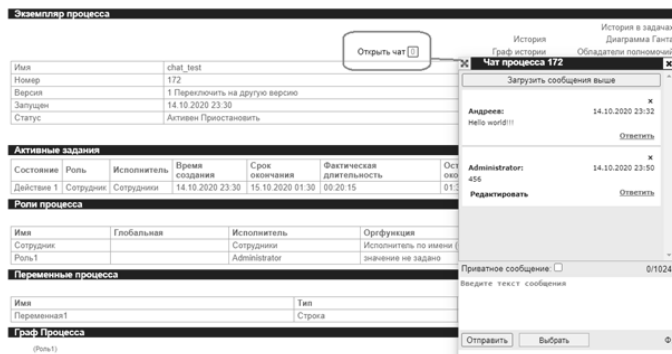 Экземпляр процесса
История в задачах
История Диаграмма Ганта
Открыть чат 0 Граф истории Обладатели полномочий
Имя chat_test
Номер 172
Версия 1 Переключить на другую версию
Запущен 14.10.2020 23:30
Статус Активен Приостановить
Активные задания
Состояние Роль Исполнитель Время создания Срок окончания Фактическая длительность
Действие 1 Сотрудник Сотрудники 14.10.2020 23:30 15.10.2020 01:30 00:20:15
Роли процесса
Имя Глобальная Исполнитель Оргфункция
Сотрудник Сотрудники Исполнитель по имени (
Роль1 Administrator значение не задано
Переменные процесса
Имя Тип
Переменная1 Строка
Граф Процесса
(Роль1)
Чат процесса 172
Загрузить сообщения выше
Андреев: 14.10.2020 23:32
Hello world!!!
Ответить
Administrator: 14.10.2020 23:50
456
Редактировать Ответить
Приватное сообщение: 0/1024
Введите текст сообщения
Отправить Выбрать